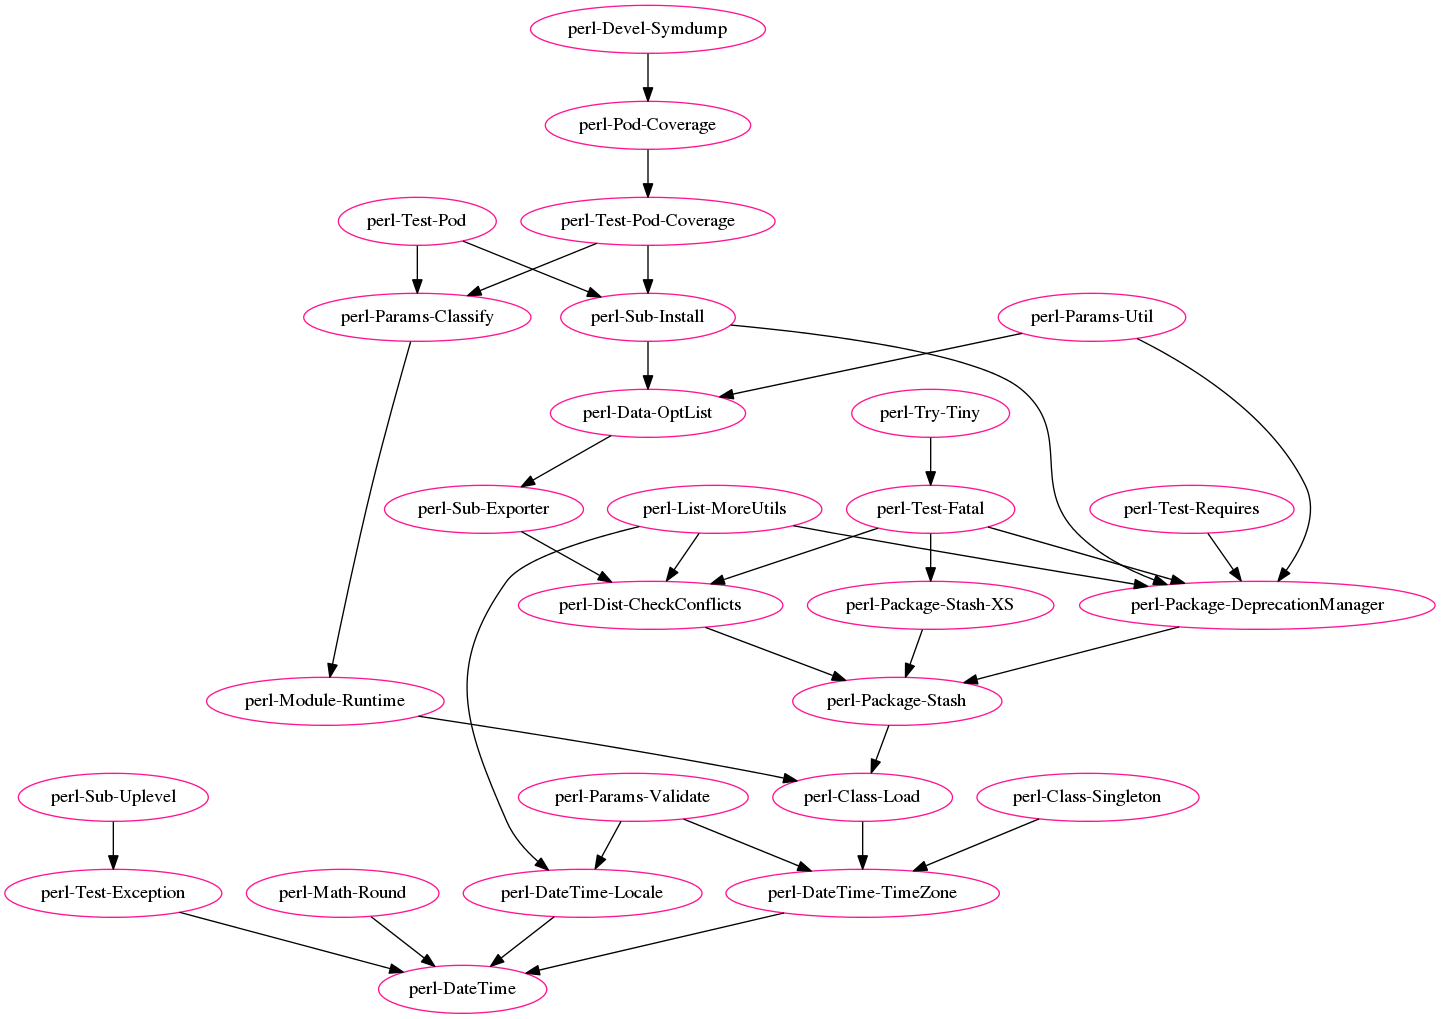 perl-Devel-Symdump
perl-Pod-Coverage
perl-Test-Pod
perl-Test-Pod-Coverage
perl-Params-Classify
perl-Sub-Install
perl-Params-Util
perl-Data-OptList
perl-Try-Tiny
perl-Sub-Exporter
perl-List-MoreUtils
perl-Test-Fatal
perl-Test-Requires
perl-Dist-CheckConflicts
perl-Package-Stash-XS
perl-Package-DeprecationManager
perl-Module-Runtime
perl-Package-Stash
perl-Sub-Uplevel
perl-Params-Validate
perl-Class-Load
perl-Class-Singleton
perl-Test-Exception
perl-Math-Round
perl-DateTime-Locale
perl-DateTime-TimeZone
perl-DateTime